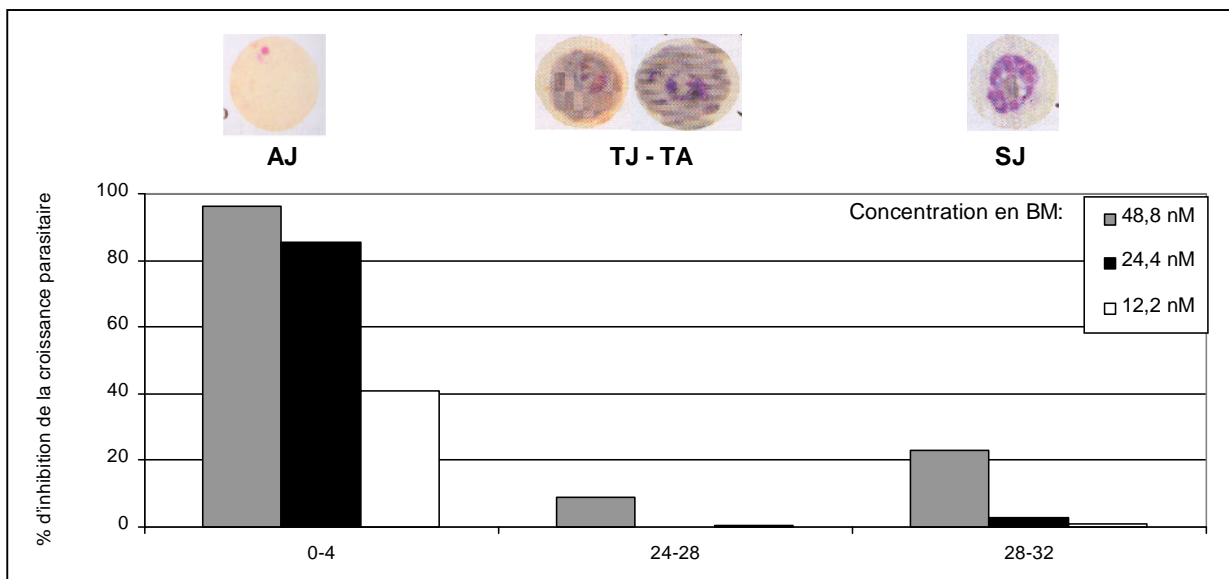 AJ
TJ - TA
SJ
% d'inhibition de la croissance parasitaire
100
80
60
40
20
0
Concentration en BM:
48,8 nM
24,4 nM
12,2 nM
0-4
24-28
28-32